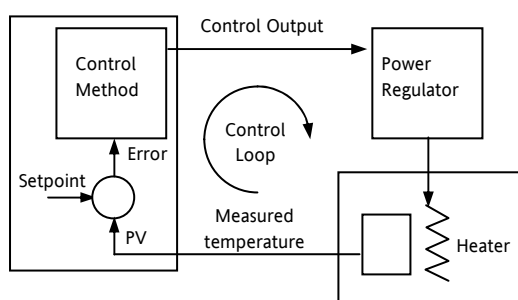 Control Output
Control
Method
Power
Regulator
Control
Loop
Error
Setpoint
Measured
temperature
PV
Heater